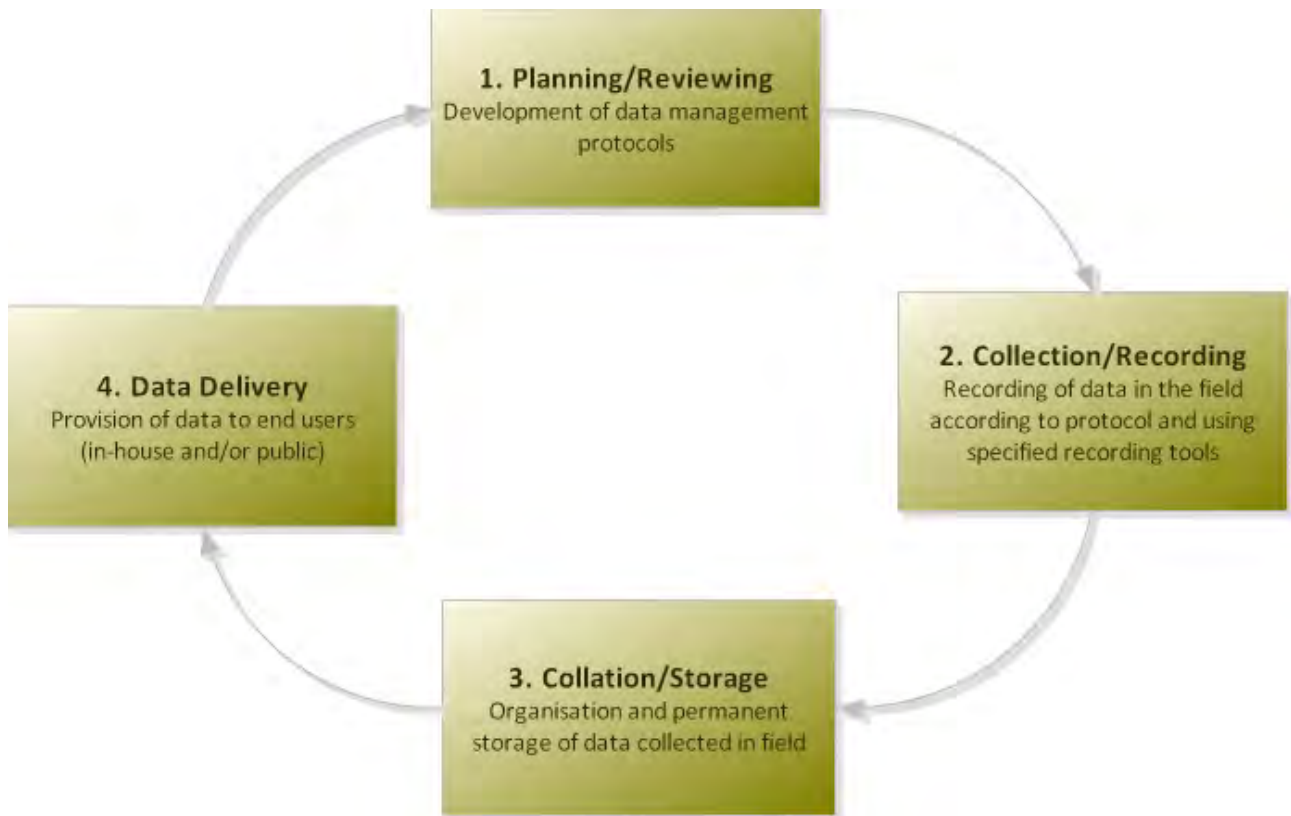 1. Planning/Reviewing
Development of data management
protocols
2. Collection/Recording
Recording of data in the field
according to protocol and using
specified recording tools
3. Collation/Storage
Organisation and permanent
storage of data collected in field
4. Data Delivery
Provision of data to end users
(in-house and/or public)